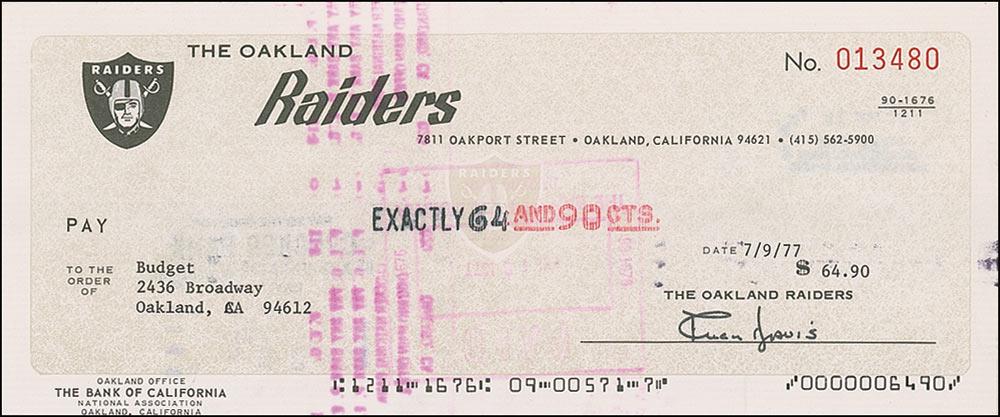 RAIDERS
THE OAKLAND
Raiders
No. 013480
90-1676
1211
7811 OAKPORT STREET • OAKLAND, CALIFORNIA 94621 • (415) 562-5900
RAIDERS
PAY
EXACTLY 64 AND 90 CTS.
DATE 7/9/77
$ 64.90
TO THE
ORDER
OF
Budget
2436 Broadway
Oakland, CA 94612
THE OAKLAND RAIDERS
Allen Davis
OAKLAND OFFICE
THE BANK OF CALIFORNIA
NATIONAL ASSOCIATION
OAKLAND, CALIFORNIA
⑆1211⑉1676⑆ 09⑉00571⑉7⑈ ⑈0000006490⑈